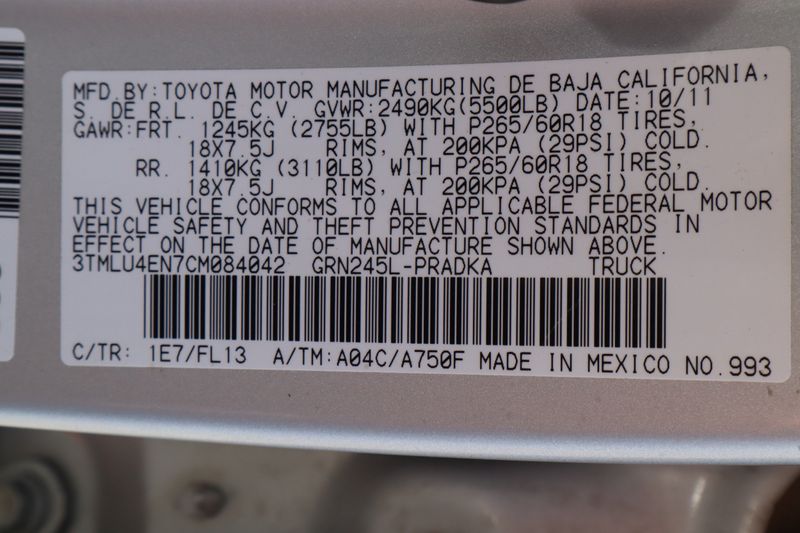 MFD.BY:TOYOTA MOTOR MANUFACTURING DE BAJA CALIFORNIA,
S. DE R.L. DE C.V. GVWR:2490KG(5500LB) DATE:10/11
GAWR:FRT. 1245KG (2755LB) WITH P265/60R18 TIRES,
18X7.5J RIMS, AT 200KPA (29PSI) COLD.
RR. 1410KG (3110LB) WITH P265/60R18 TIRES,
18X7.5J RIMS, AT 200KPA (29PSI) COLD.
THIS VEHICLE CONFORMS TO ALL APPLICABLE FEDERAL MOTOR
VEHICLE SAFETY AND THEFT PREVENTION STANDARDS IN
EFFECT ON THE DATE OF MANUFACTURE SHOWN ABOVE.
3TMLU4EN7CM084042 GRN245L-PRADKA TRUCK
C/TR: 1E7/FL13 A/TM:A04C/A750F MADE IN MEXICO NO.993